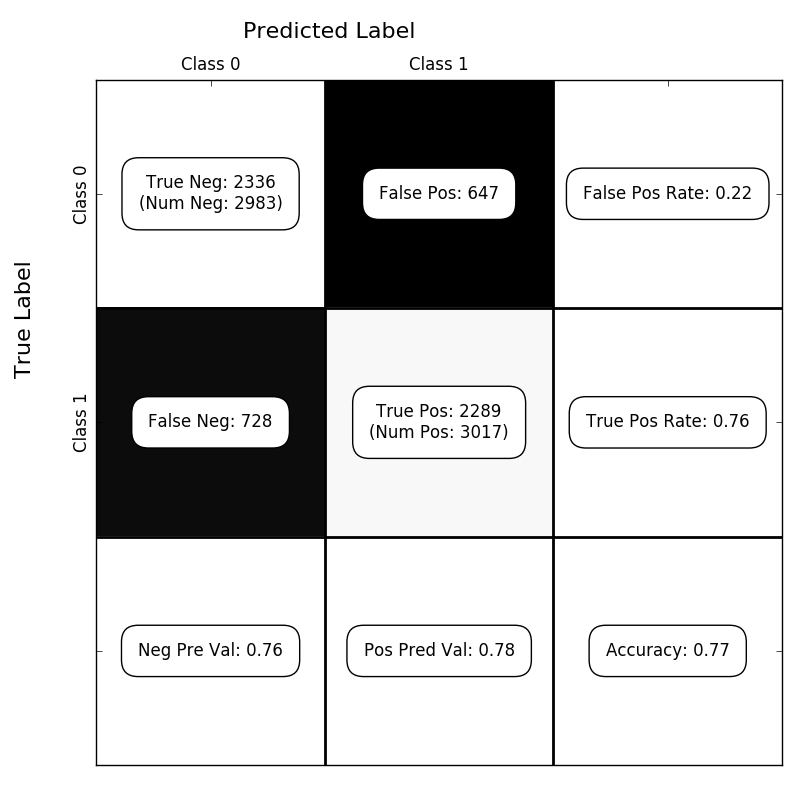 Predicted Label
Class 0
Class 1
True Label
Class 0
True Neg: 2336
(Num Neg: 2983)
False Pos: 647
False Pos Rate: 0.22
Class 1
False Neg: 728
True Pos: 2289
(Num Pos: 3017)
True Pos Rate: 0.76
Neg Pre Val: 0.76
Pos Pred Val: 0.78
Accuracy: 0.77